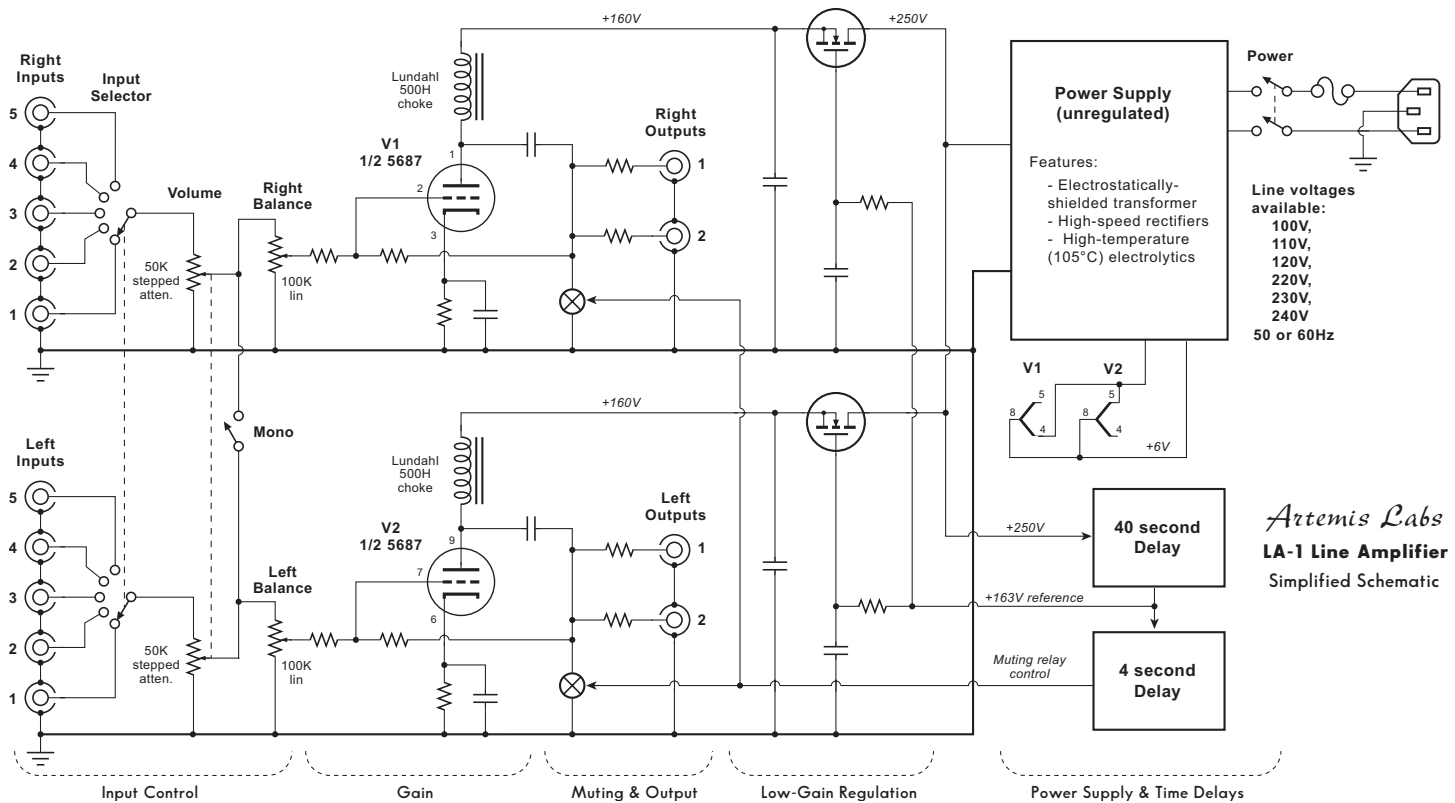 +160V
+250V
Right
Inputs
Input
Selector
5
4
3
2
1
Volume
50K
stepped
atten.
Right
Balance
100K
lin
Lundahl
500H
choke
V1
1/2 5687
1
2
3
Right
Outputs
1
2
Power Supply
(unregulated)
Features:
- Electrostatically-
shielded transformer
- High-speed rectifiers
- High-temperature
(105°C) electrolytics
Power
Line voltages
available:
100V,
110V,
120V,
220V,
230V,
240V
50 or 60Hz
V1
V2
5
8
4
5
8
4
+6V
Mono
Left
Inputs
5
4
3
2
1
50K
stepped
atten.
Left
Balance
100K
lin
+160V
Lundahl
500H
choke
V2
1/2 5687
9
7
6
Left
Outputs
1
2
+250V
40 second
Delay
+163V reference
Muting relay
control
4 second
Delay
Artemis Labs
LA-1 Line Amplifier
Simplified Schematic
Input Control
Gain
Muting & Output
Low-Gain Regulation
Power Supply & Time Delays